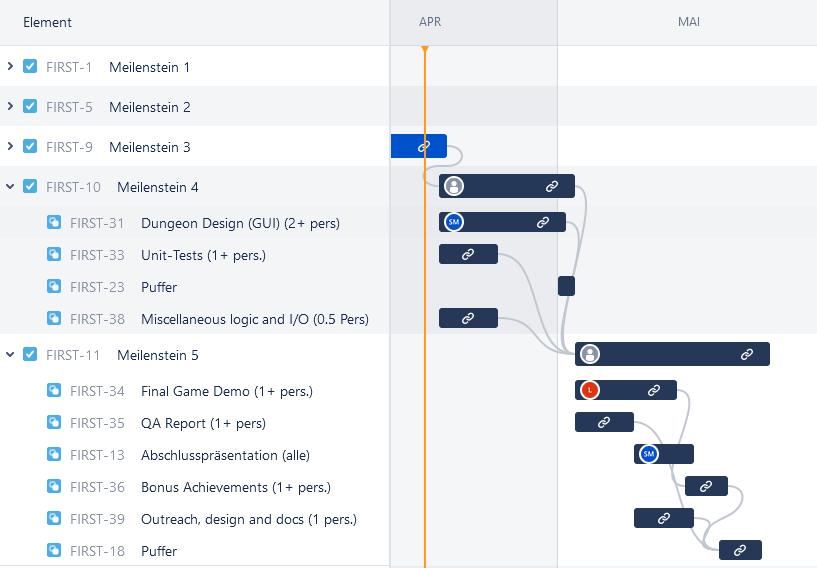 Element APR MAI
FIRST-1 Meilenstein 1
FIRST-5 Meilenstein 2
FIRST-9 Meilenstein 3
FIRST-10 Meilenstein 4
FIRST-31 Dungeon Design (GUI) (2+ pers) SM
FIRST-33 Unit-Tests (1+ pers.)
FIRST-23 Puffer
FIRST-38 Miscellaneous logic and I/O (0.5 Pers)
FIRST-11 Meilenstein 5
FIRST-34 Final Game Demo (1+ pers.) L
FIRST-35 QA Report (1+ pers)
FIRST-13 Abschlusspräsentation (alle) SM
FIRST-36 Bonus Achievements (1+ pers.)
FIRST-39 Outreach, design and docs (1 pers.)
FIRST-18 Puffer